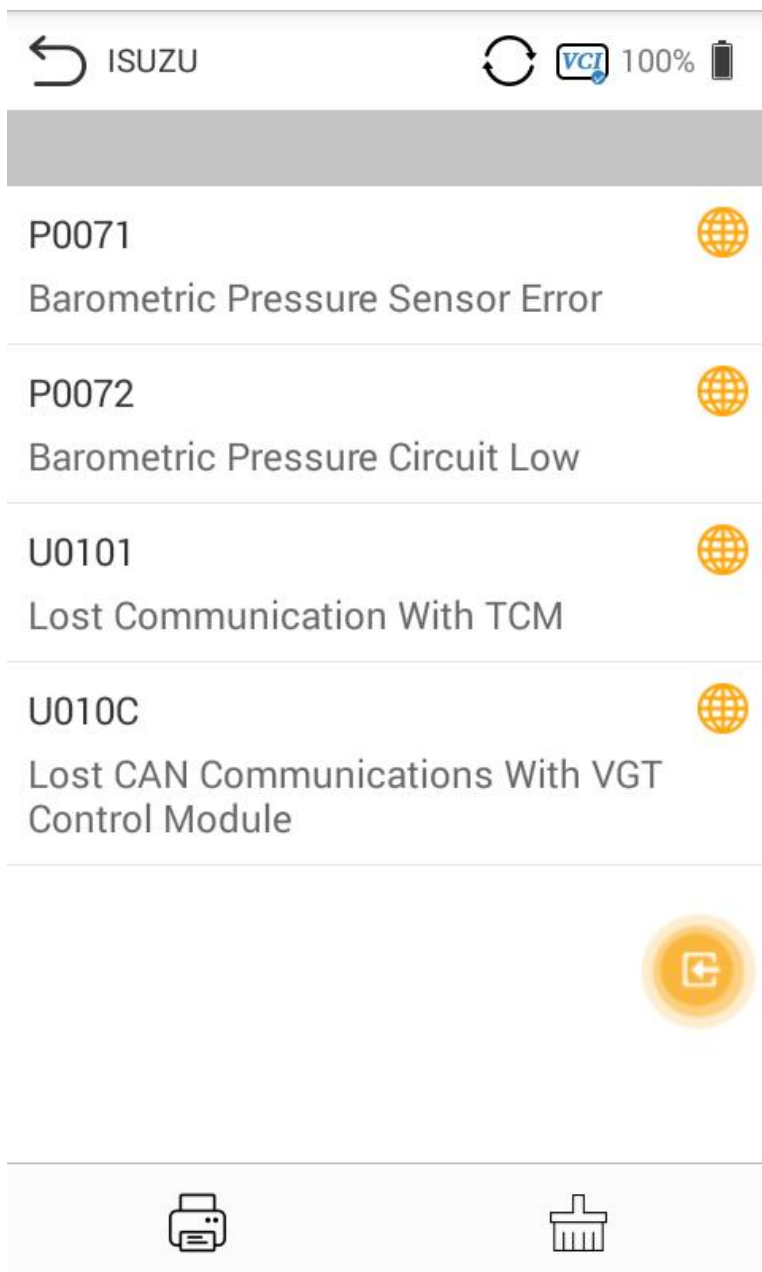 ISUZU
VCI 100%
P0071
Barometric Pressure Sensor Error
P0072
Barometric Pressure Circuit Low
U0101
Lost Communication With TCM
U010C
Lost CAN Communications With VGT
Control Module